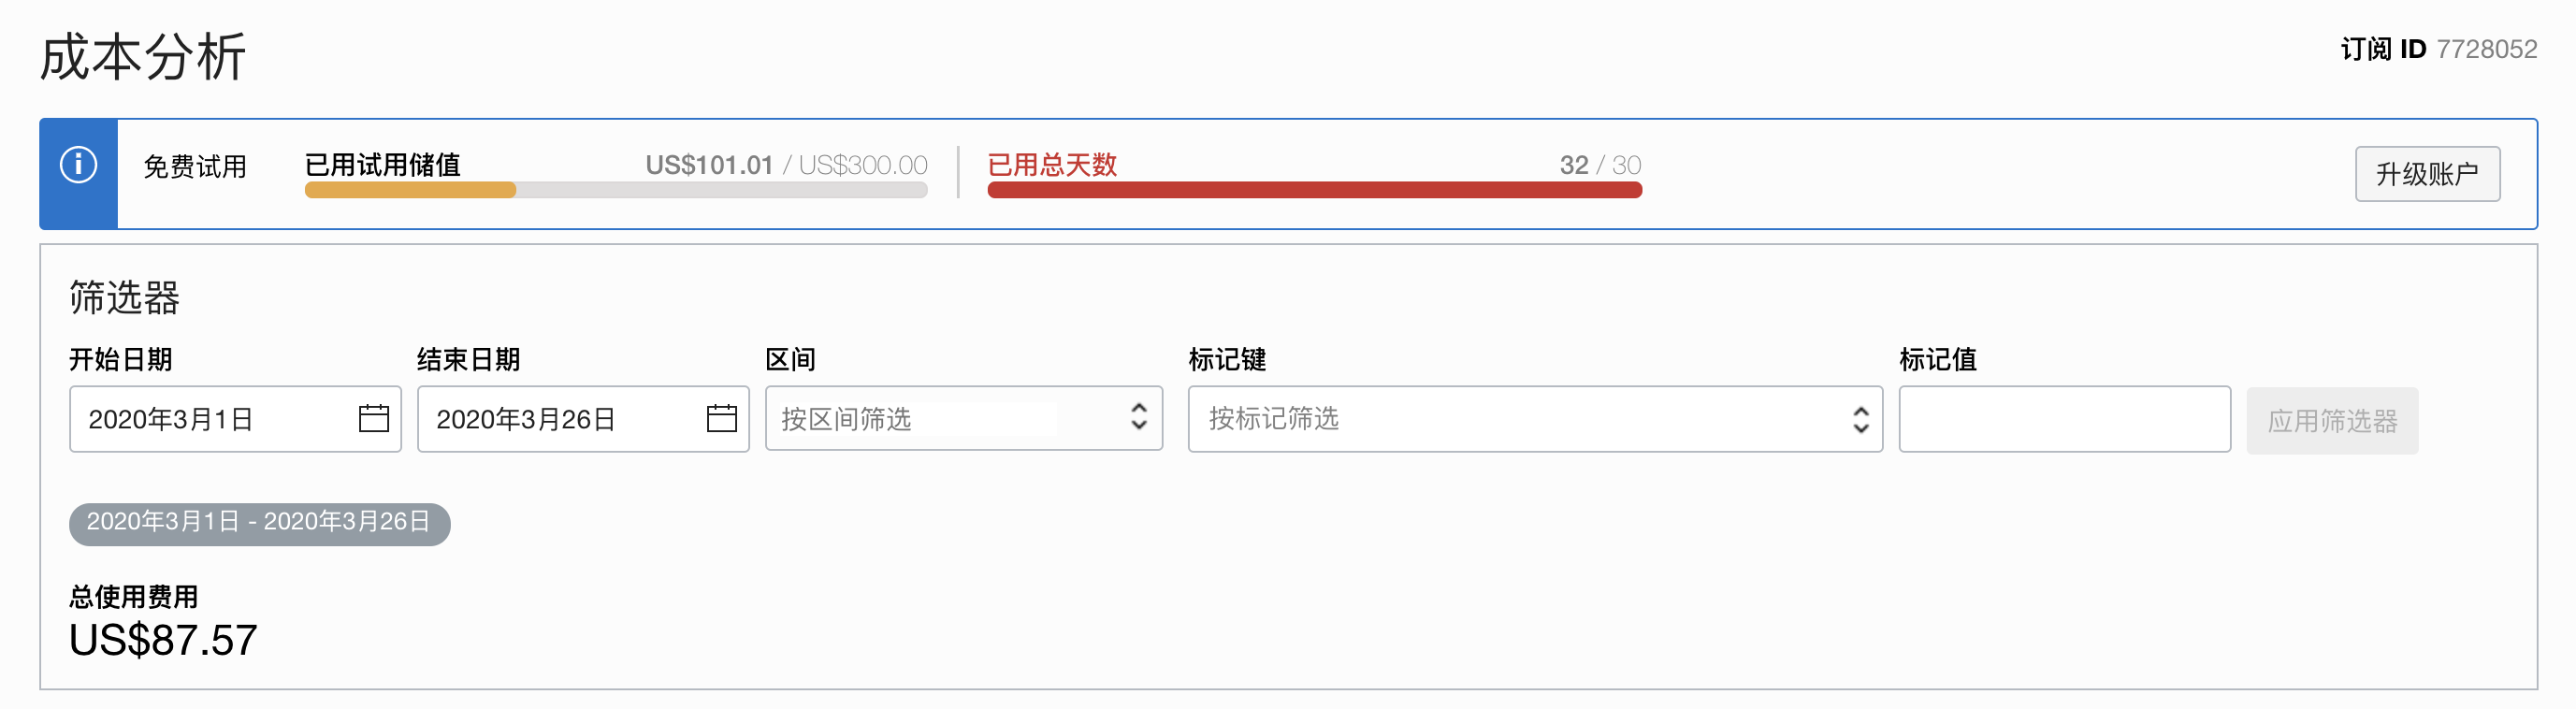 成本分析
订阅 ID 7728052
免费试用
已用试用储值 US$101.01 / US$300.00
已用总天数 32 / 30
升级账户
筛选器
开始日期 结束日期 区间 标记键 标记值
2020年3月1日 2020年3月26日 按区间筛选 按标记筛选 应用筛选器
2020年3月1日 - 2020年3月26日
总使用费用
US$87.57